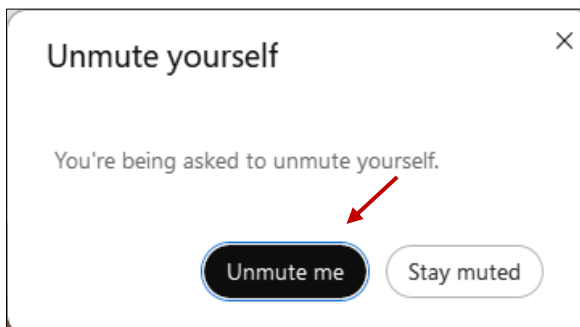 Unmute yourself
You're being asked to unmute yourself.
Unmute me
Stay muted